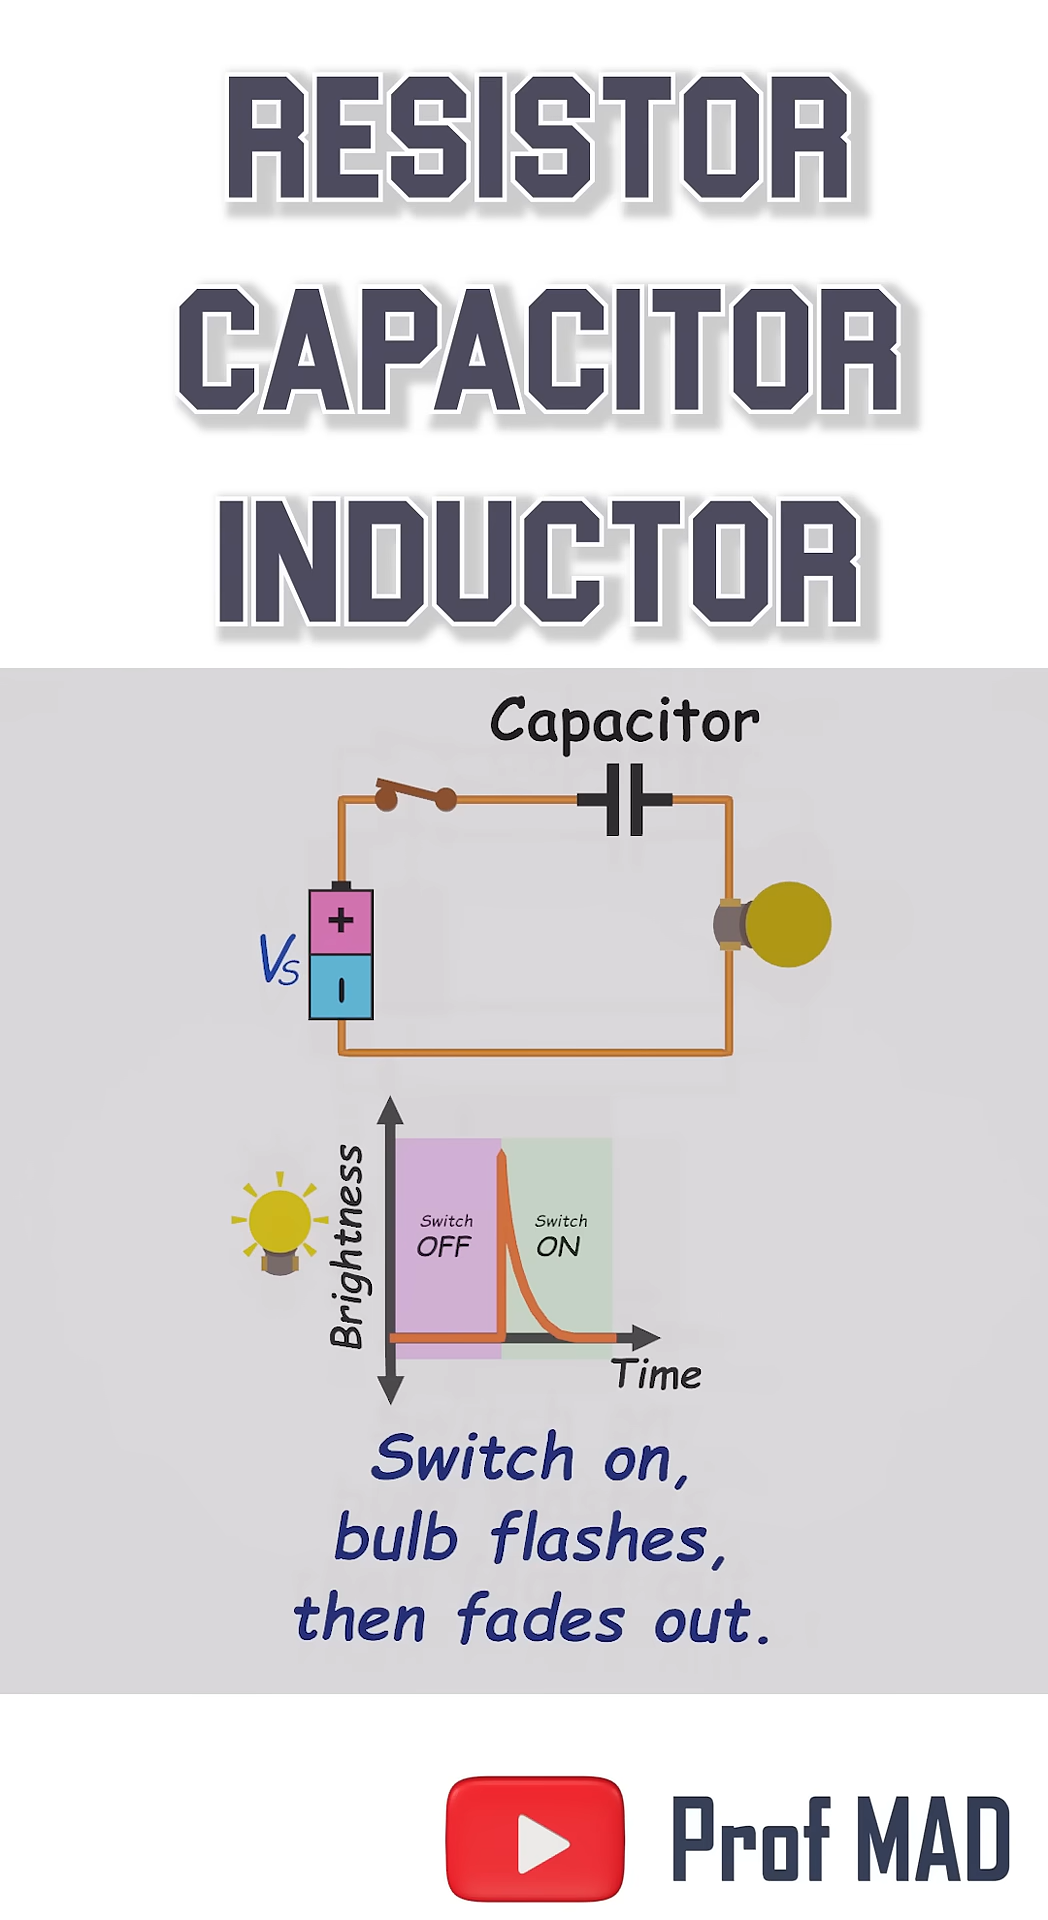 RESISTOR
CAPACITOR
INDUCTOR
Capacitor
+
Vs
-
Brightness
Switch
OFF
Switch
ON
Time
Switch on,
bulb flashes,
then fades out.
Prof MAD